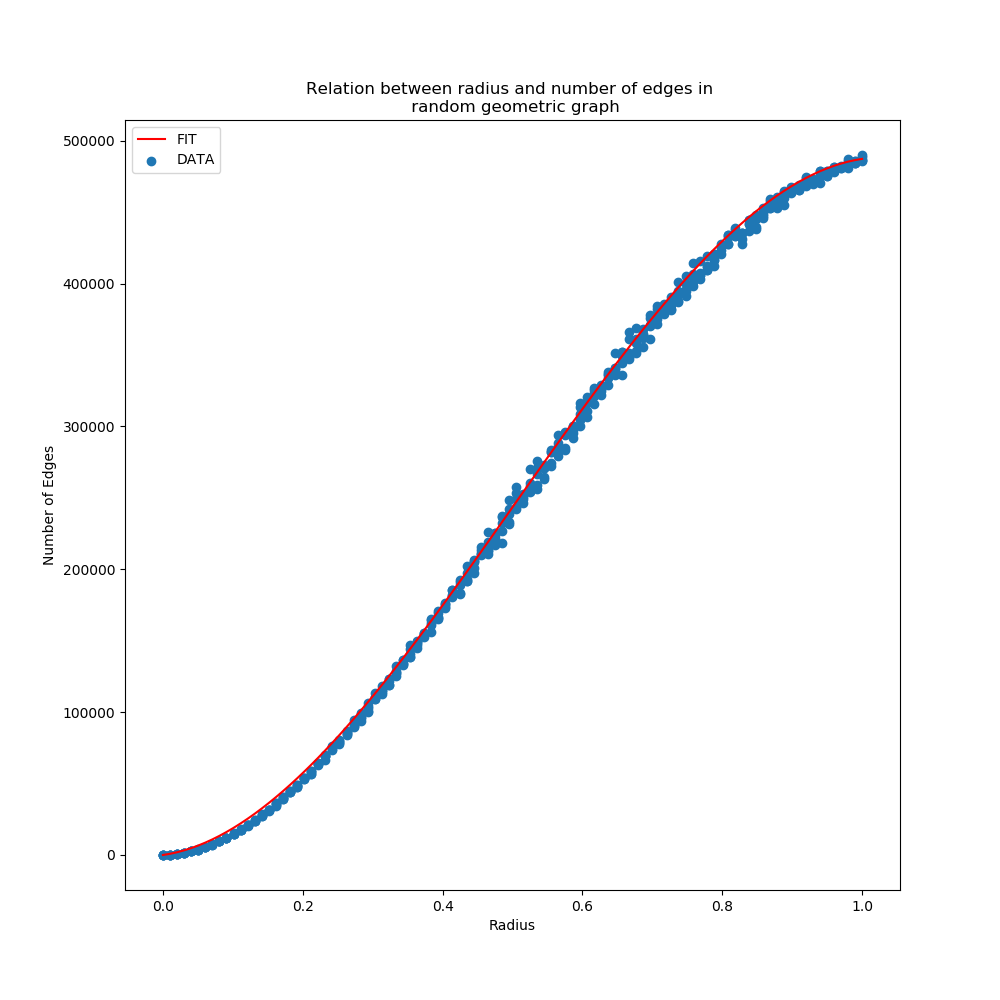 Relation between radius and number of edges in
random geometric graph
FIT
DATA
500000
400000
300000
200000
100000
0
Number of Edges
0.0 0.2 0.4 0.6 0.8 1.0
Radius